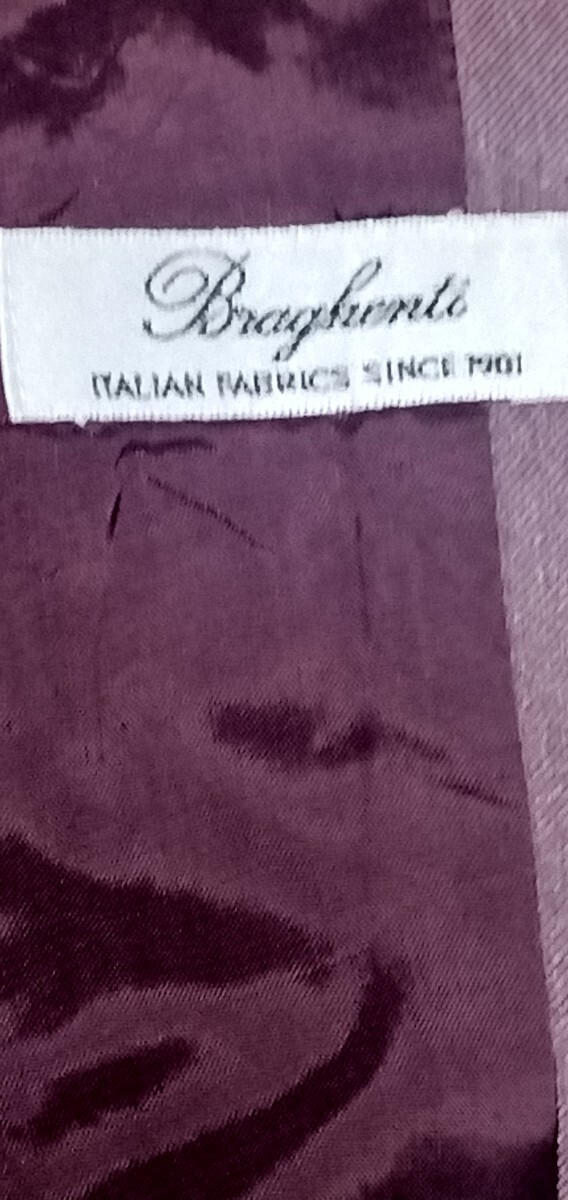 Braghenti
ITALIAN FABRICS SINCE 1901